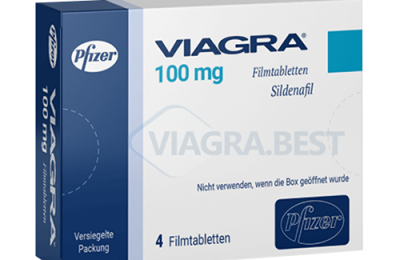 Pfizer
VIAGRA®
100 mg
Filmtabletten
Sildenafil
VIAGRA.BEST
Nicht verwenden, wenn die Box geöffnet wurde
Pfizer
4 Filmtabletten
VIAGRA
100 mg
Filmtabletten
Versiegelte
Packung